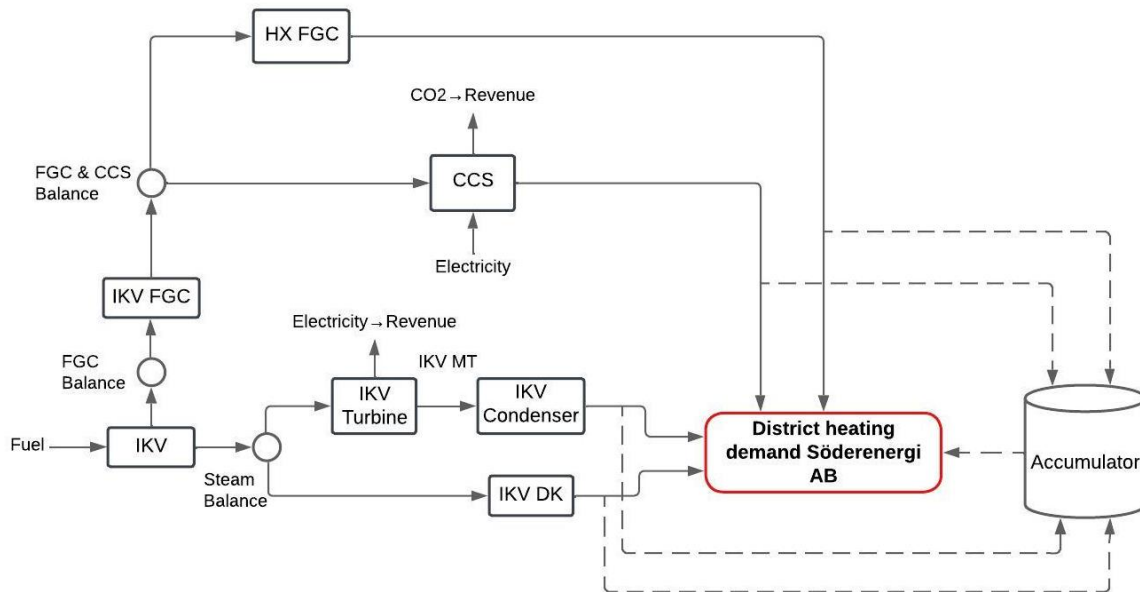 HX FGC
CO2→Revenue
FGC & CCS
Balance
CCS
Electricity
IKV FGC
Electricity→Revenue
IKV MT
FGC
Balance
IKV
Turbine
IKV
Condenser
District heating
demand Söderenergi
AB
Accumulator
Fuel
IKV
Steam
Balance
IKV DK